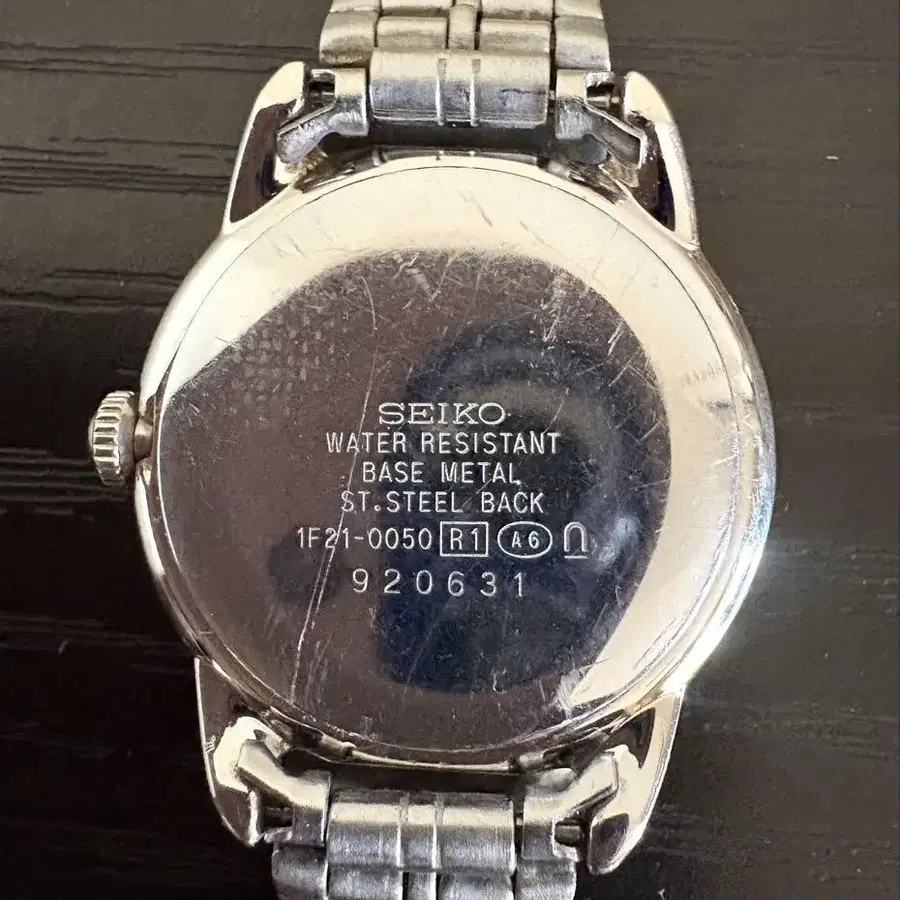 SEIKO
WATER RESISTANT
BASE METAL
ST.STEEL BACK
1F21-0050 R1 A6
920631